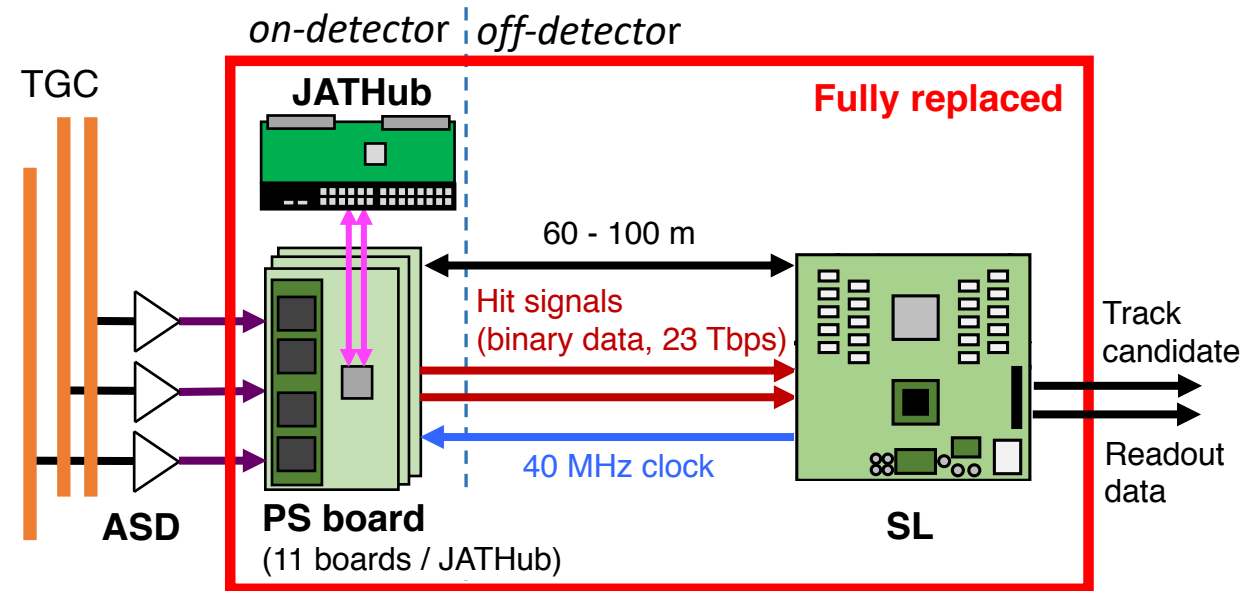 on-detector
off-detector
TGC
JATHub
Fully replaced
60 - 100 m
Hit signals
(binary data, 23 Tbps)
40 MHz clock
Track
candidate
Readout
data
ASD
PS board
(11 boards / JATHub)
SL